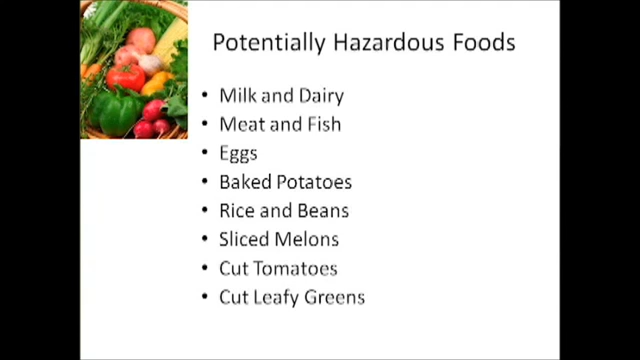 Potentially Hazardous Foods
• Milk and Dairy
• Meat and Fish
• Eggs
• Baked Potatoes
• Rice and Beans
• Sliced Melons
• Cut Tomatoes
• Cut Leafy Greens